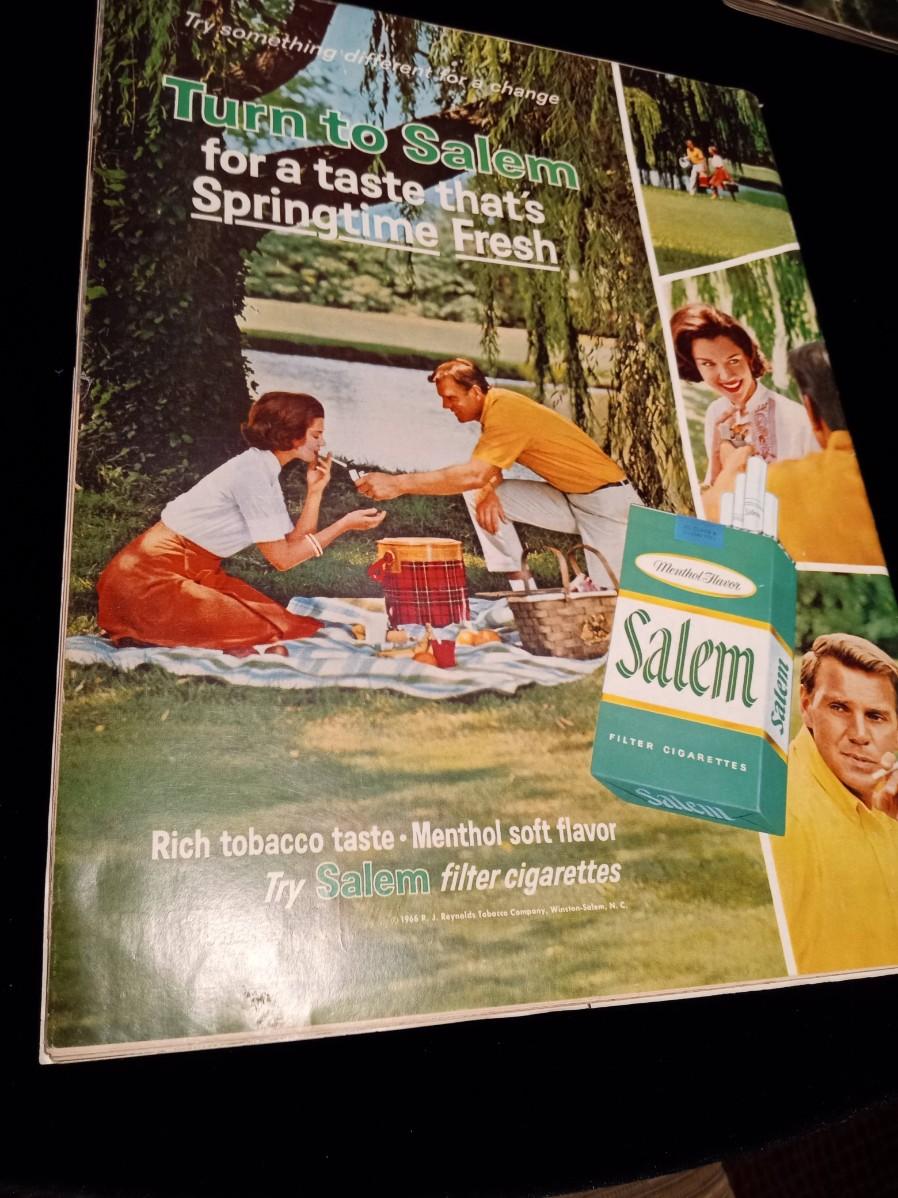 Try something different for a change
Turn to Salem
for a taste that's
Springtime Fresh
Menthol Flavor
Salem
Salem
FILTER CIGARETTES
Salem
Rich tobacco taste • Menthol soft flavor
Try Salem filter cigarettes
©1966 R. J. Reynolds Tobacco Company, Winston-Salem, N. C.